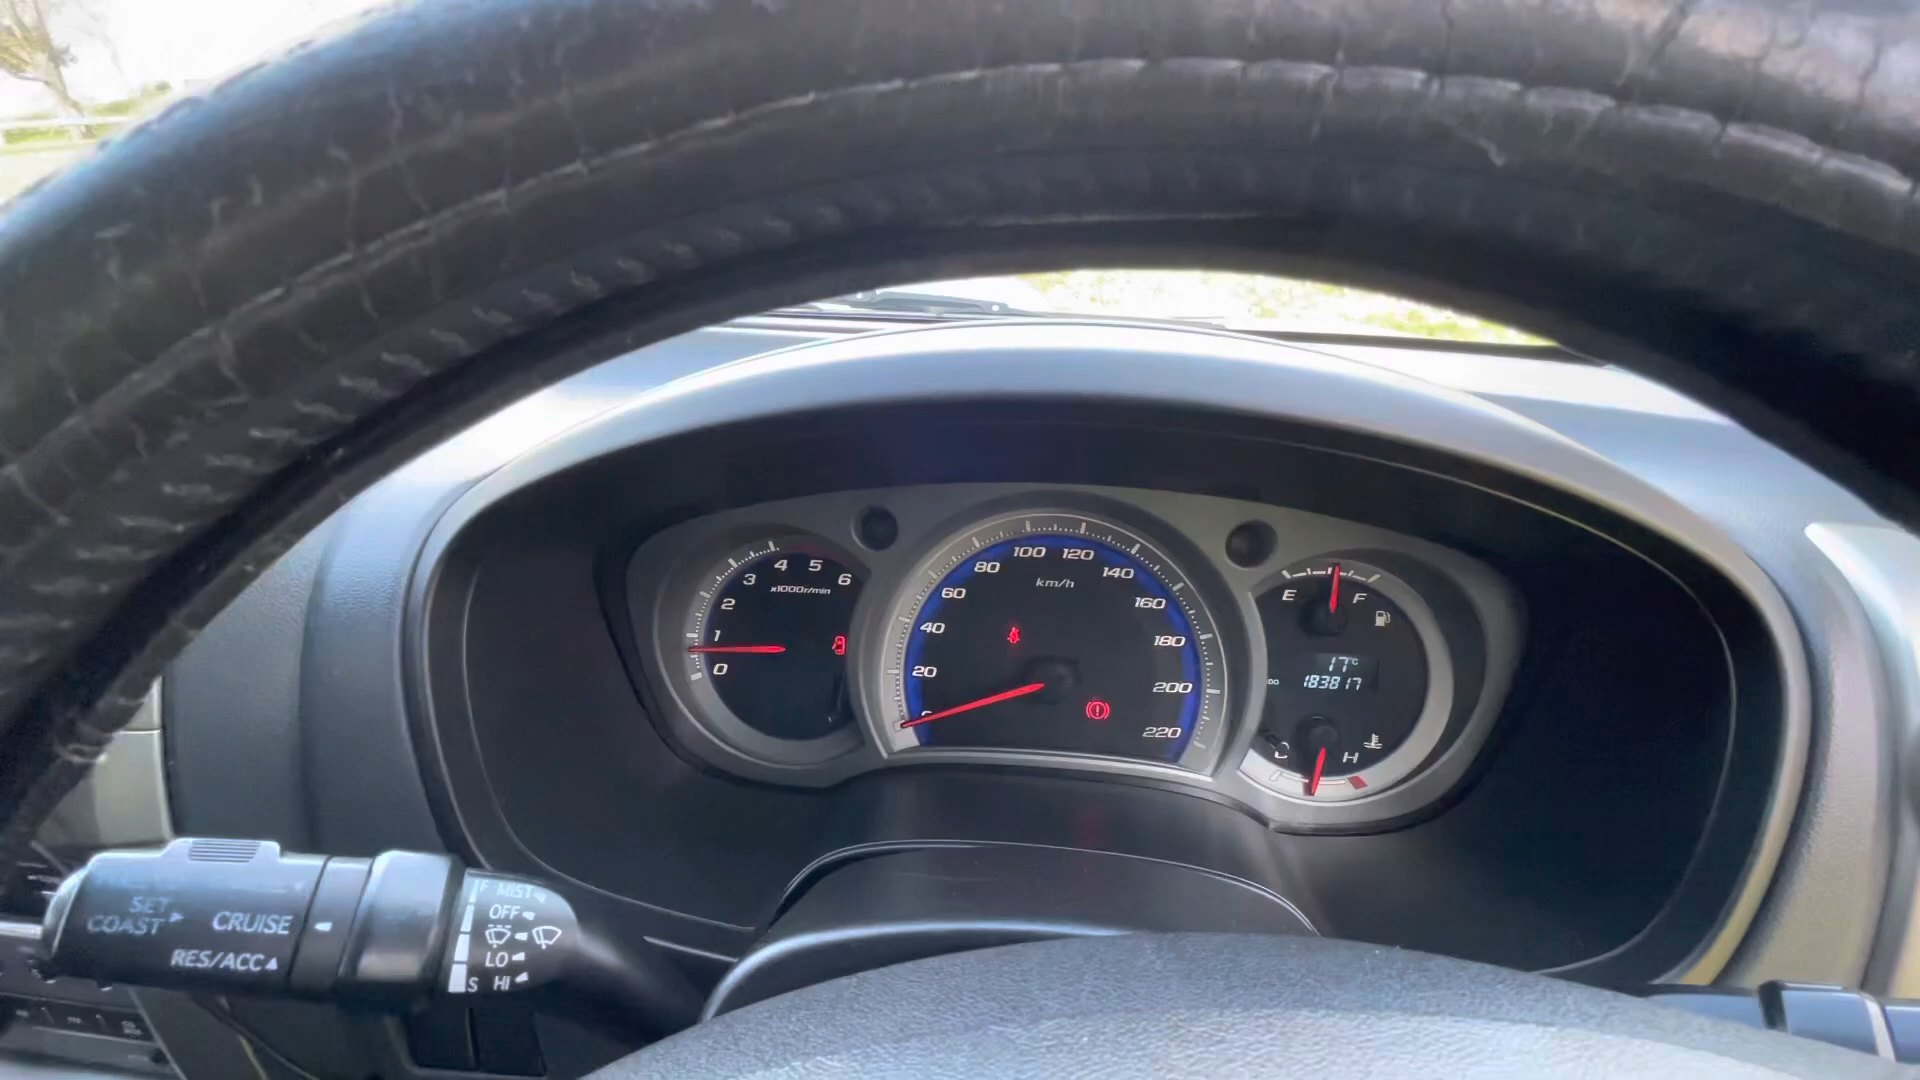 4 5
3 6
x1000r/min
2
1
0
100 120
80 140
km/h
60 160
40 180
20 200
220
E F
17°C
183817
C H
SET
COAST
CRUISE
RES/ACC
F MIST
OFF
LO
S HI